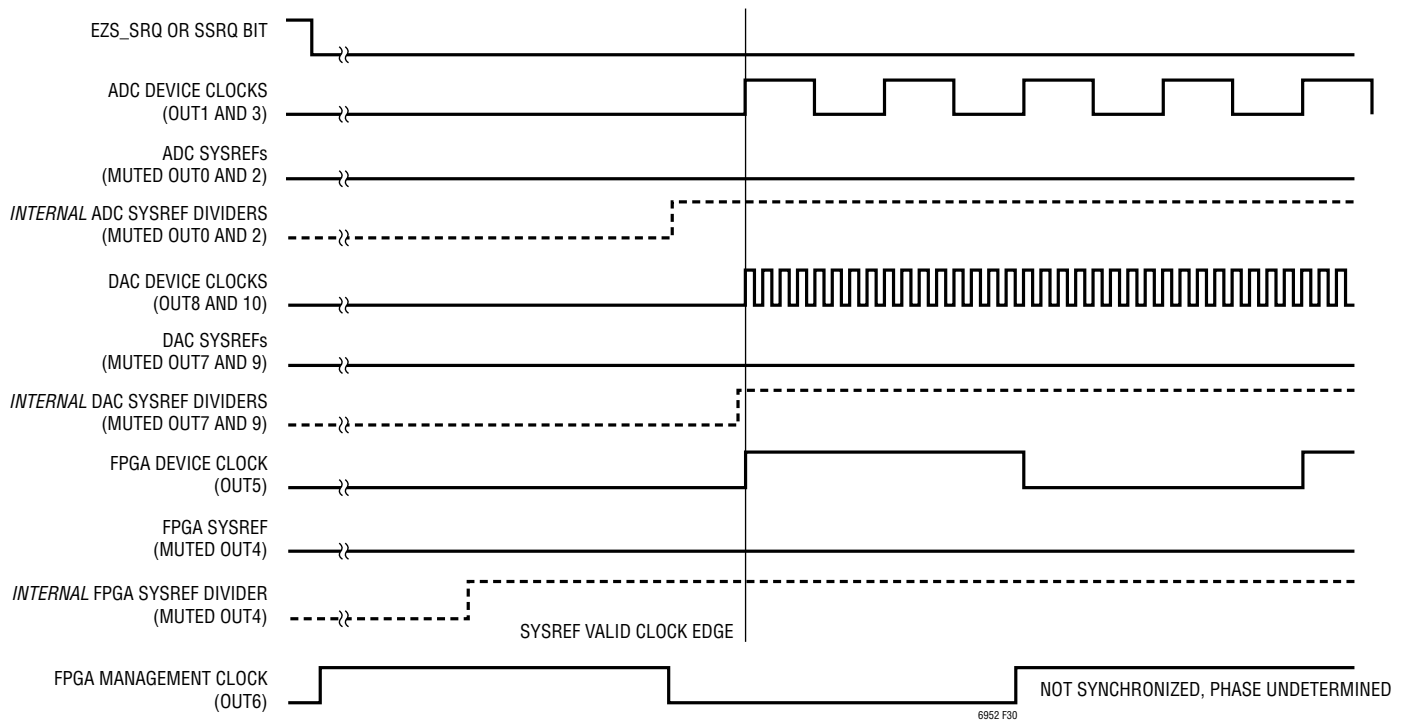 EZS_SRQ OR SSRQ BIT
ADC DEVICE CLOCKS
(OUT1 AND 3)
ADC SYSREFs
(MUTED OUT0 AND 2)
INTERNAL ADC SYSREF DIVIDERS
(MUTED OUT0 AND 2)
DAC DEVICE CLOCKS
(OUT8 AND 10)
DAC SYSREFs
(MUTED OUT7 AND 9)
INTERNAL DAC SYSREF DIVIDERS
(MUTED OUT7 AND 9)
FPGA DEVICE CLOCK
(OUT5)
FPGA SYSREF
(MUTED OUT4)
INTERNAL FPGA SYSREF DIVIDER
(MUTED OUT4)
SYSREF VALID CLOCK EDGE
FPGA MANAGEMENT CLOCK
(OUT6)
NOT SYNCHRONIZED, PHASE UNDETERMINED
6952 F30